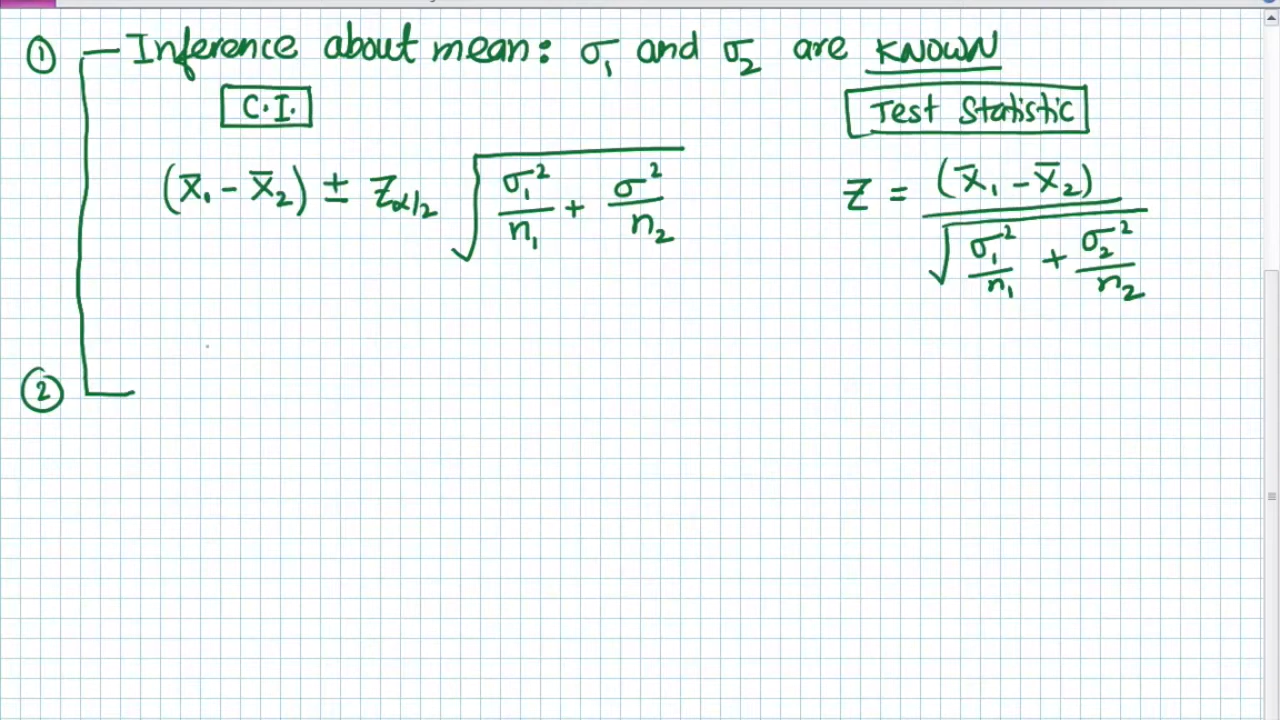 ① Inference about mean: σ₁ and σ₂ are KNOWN
C.I. Test Statistic
(x̄₁ - x̄₂) ± Z_{α/2} √(σ₁²/n₁ + σ²/n₂) Z = (x̄₁ - x̄₂) / √(σ₁²/n₁ + σ₂²/n₂)
②